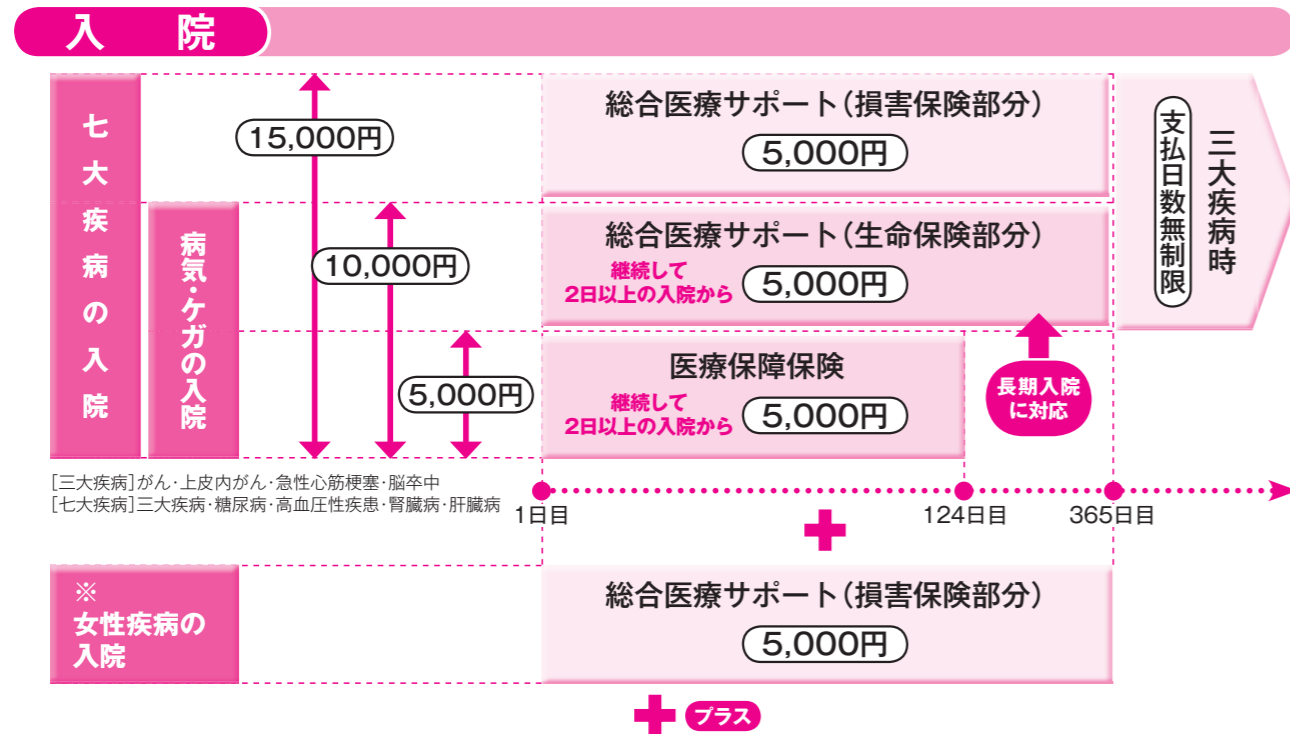 入院
七大疾病の入院
病気・ケガの入院
15,000円
10,000円
5,000円
総合医療サポート（損害保険部分）
5,000円
総合医療サポート（生命保険部分）
継続して
2日以上の入院から
5,000円
医療保障保険
継続して
2日以上の入院から
5,000円
長期入院
に対応
三大疾病時
支払日数無制限
[三大疾病]がん・上皮内がん・急性心筋梗塞・脳卒中
[七大疾病]三大疾病・糖尿病・高血圧性疾患・腎臓病・肝臓病
1日目
124日目
365日目
※
女性疾病の
入院
総合医療サポート（損害保険部分）
5,000円
プラス